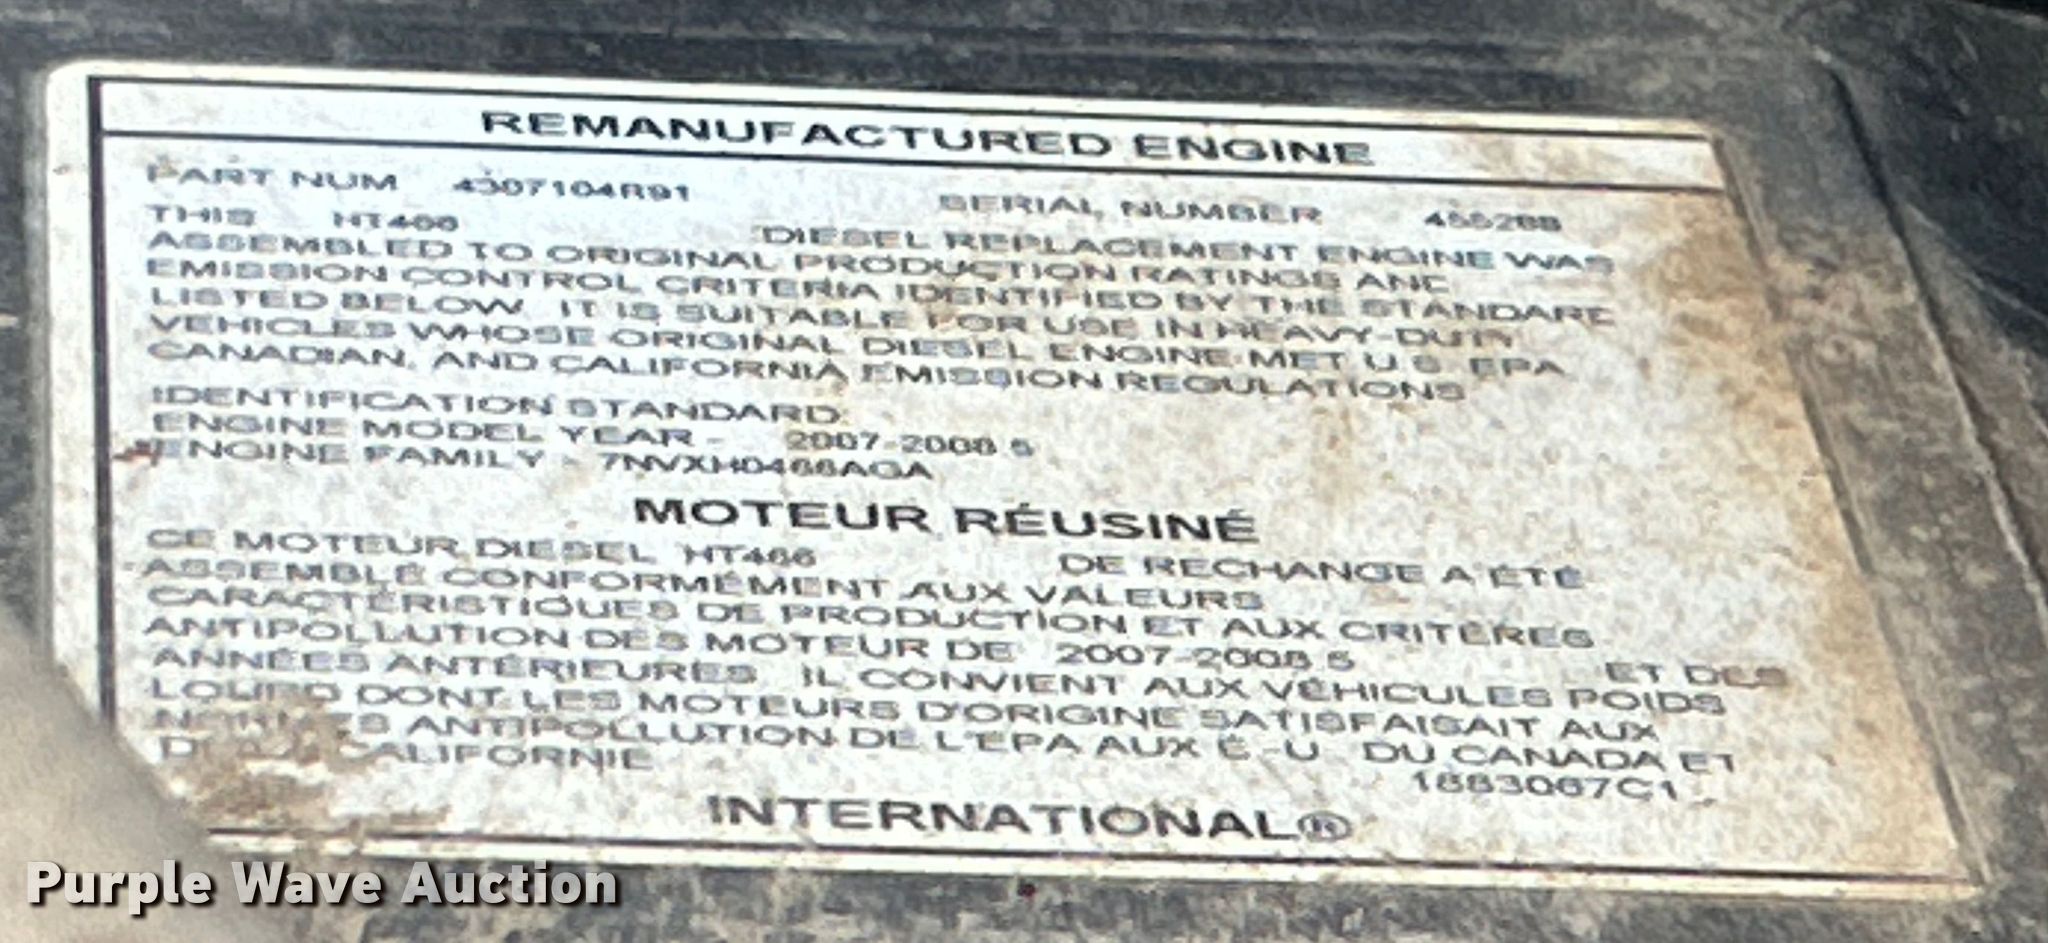 REMANUFACTURED ENGINE
PART NUM 4307104R91 SERIAL NUMBER
THIS HT466 DIESEL REPLACEMENT ENGINE WAS
ASSEMBLED TO ORIGINAL PRODUCTION RATINGS AND
EMISSION CONTROL CRITERIA IDENTIFIED BY THE STANDARD
LISTED BELOW. IT IS SUITABLE FOR USE IN HEAVY-DUTY
VEHICLES WHOSE ORIGINAL DIESEL ENGINE MET U.S. EPA
CANADIAN, AND CALIFORNIA EMISSION REGULATIONS
IDENTIFICATION STANDARD:
ENGINE MODEL YEAR - 2007-2008.5
ENGINE FAMILY - 7NVXH0466AGA
MOTEUR RÉUSINÉ
CE MOTEUR DIESEL HT466 DE RECHANGE A ÉTÉ
ASSEMBLÉ CONFORMÉMENT AUX VALEURS
CARACTÉRISTIQUES DE PRODUCTION ET AUX CRITÈRES
ANTIPOLLUTION DES MOTEUR DE 2007-2008.5 ET DES
ANNÉES ANTÉRIEURES IL CONVIENT AUX VÉHICULES POIDS
LOURD DONT LES MOTEURS D'ORIGINE SATISFAISAIT AUX
NORMES ANTIPOLLUTION DE L'EPA AUX É.-U. DU CANADA ET
CALIFORNIE
1883067C1
INTERNATIONAL®
Purple Wave Auction